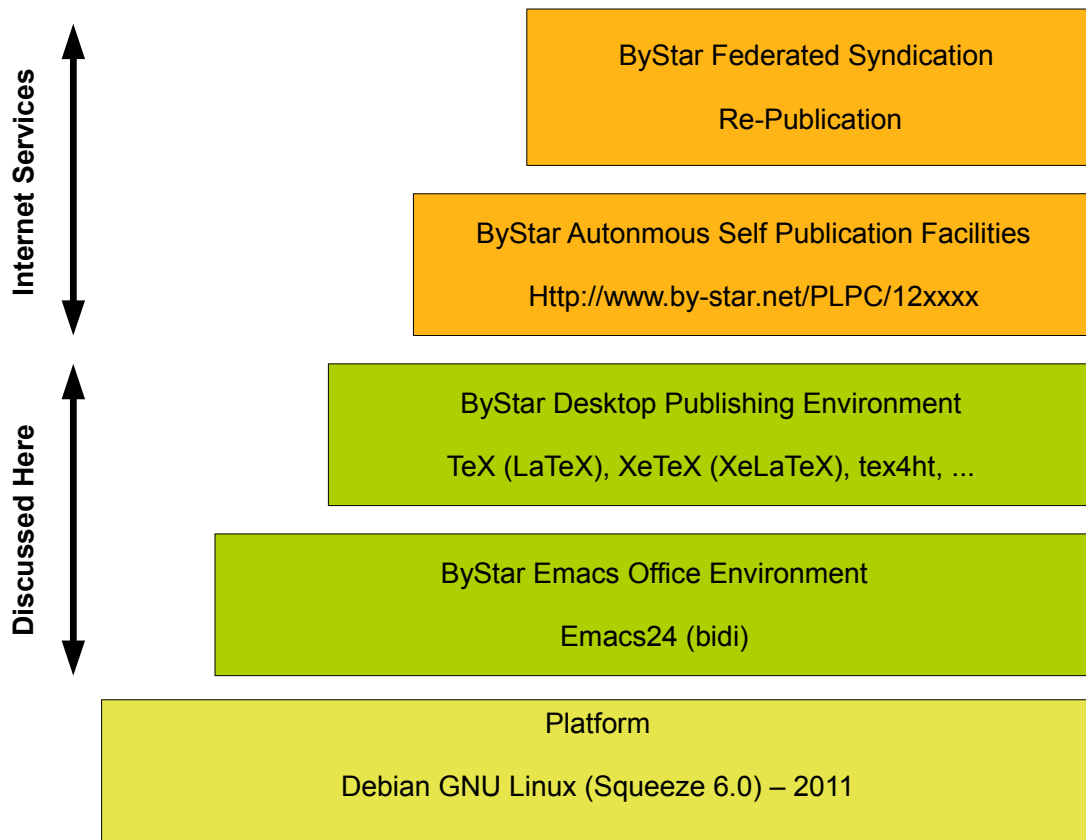 Internet Services
ByStar Federated Syndication
Re-Publication
ByStar Autonmous Self Publication Facilities
Http://www.by-star.net/PLPC/12xxxx
Discussed Here
ByStar Desktop Publishing Environment
TeX (LaTeX), XeTeX (XeLaTeX), tex4ht, ...
ByStar Emacs Office Environment
Emacs24 (bidi)
Platform
Debian GNU Linux (Squeeze 6.0) – 2011